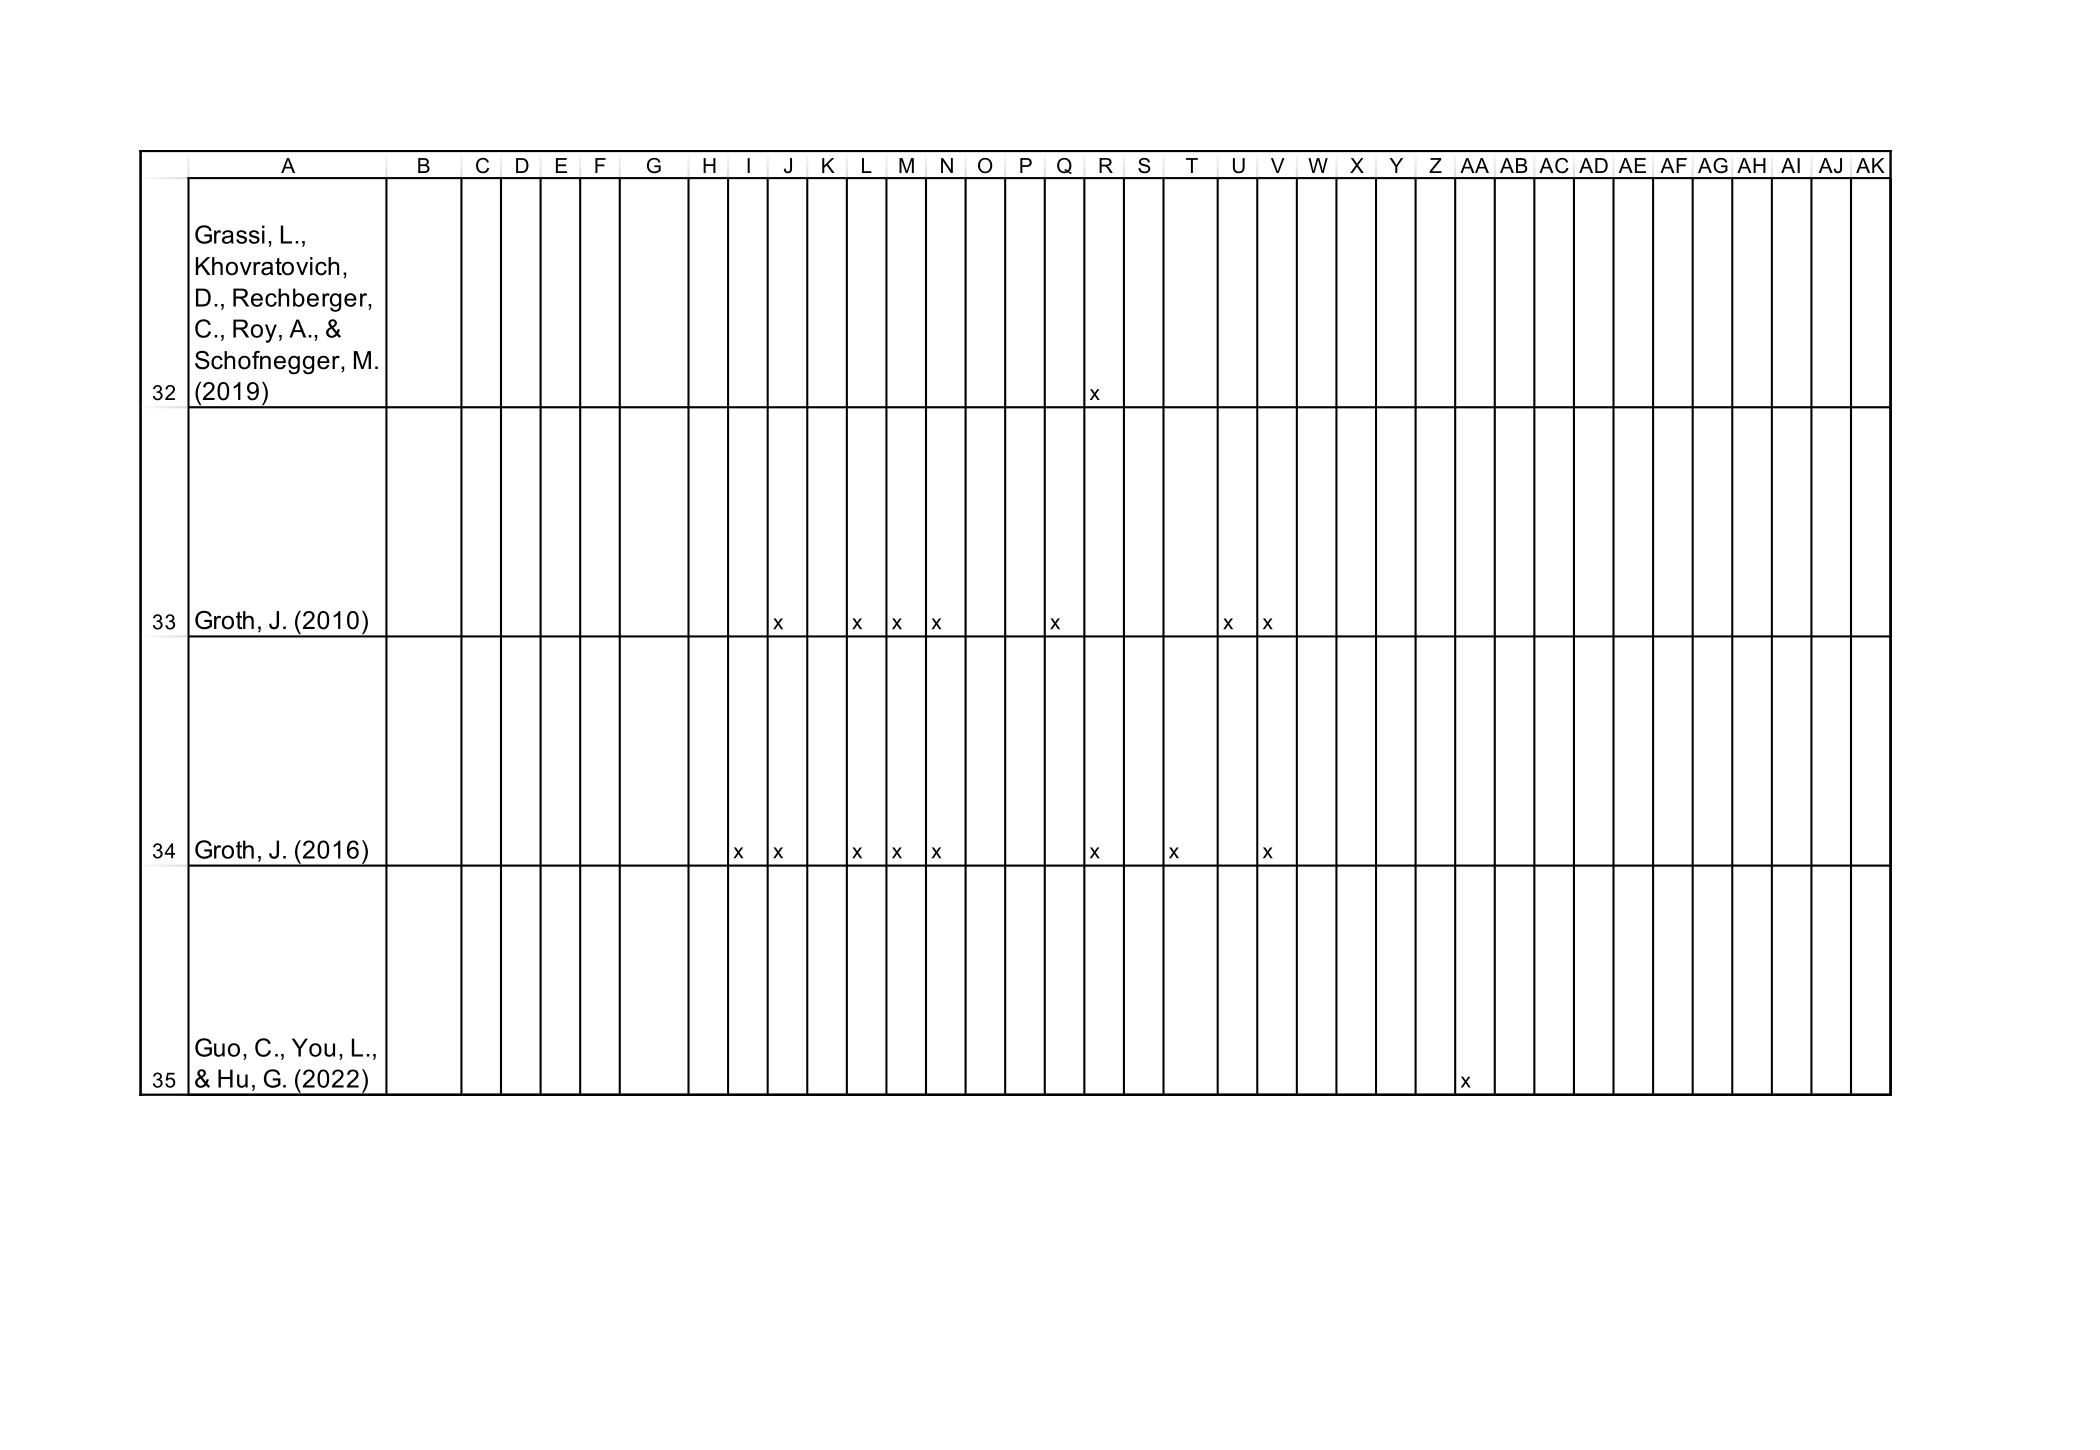 A B C D E F G H I J K L M N O P Q R S T U V W X Y Z AA AB AC AD AE AF AG AH AI AJ AK
Grassi, L.,
Khovratovich,
D., Rechberger,
C., Roy, A., &
Schofnegger, M.
32 (2019) x
33 Groth, J. (2010) x x x x x x x
34 Groth, J. (2016) x x x x x x x x
Guo, C., You, L.,
35 & Hu, G. (2022) x